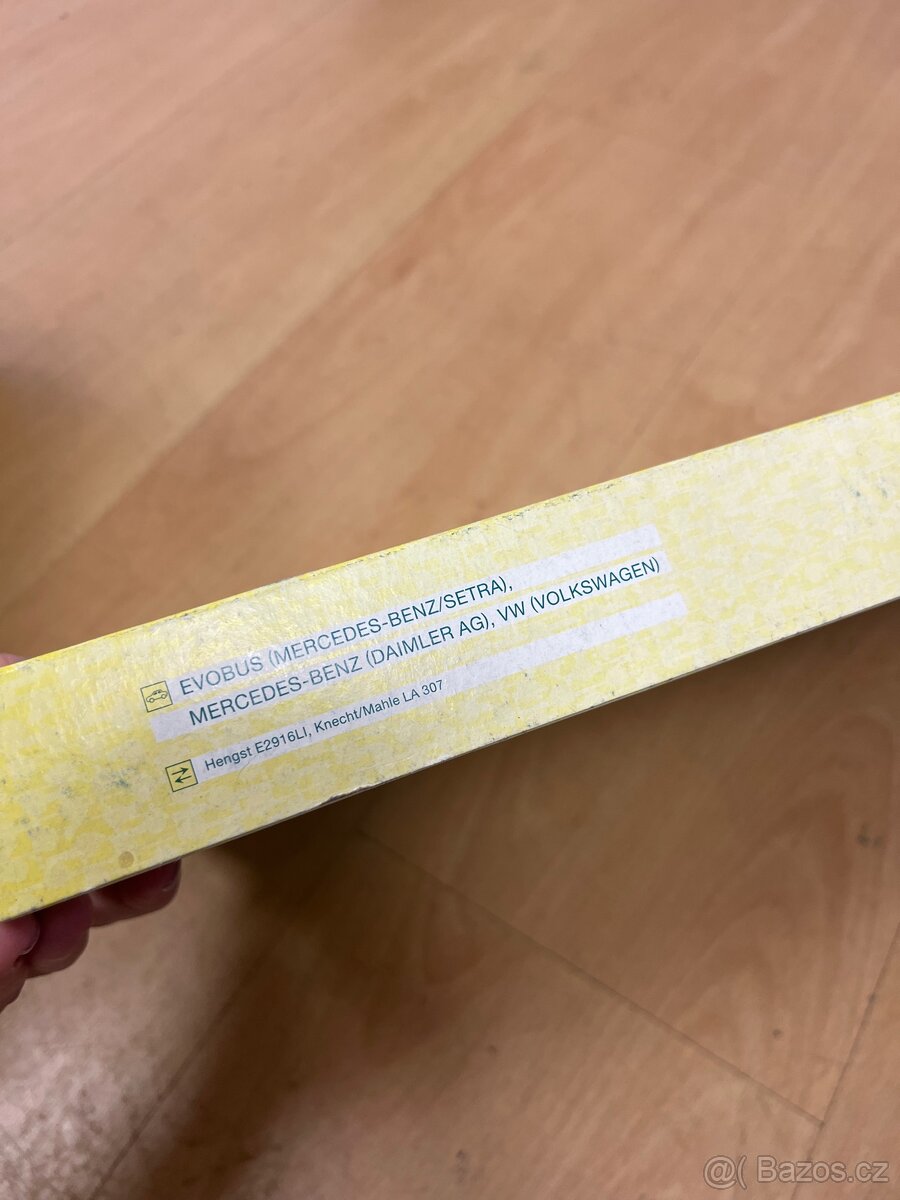 EVOBUS (MERCEDES-BENZ/SETRA),
MERCEDES-BENZ (DAIMLER AG), VW (VOLKSWAGEN)
Hengst E2916LI, Knecht/Mahle LA 307
@( Bazos.cz